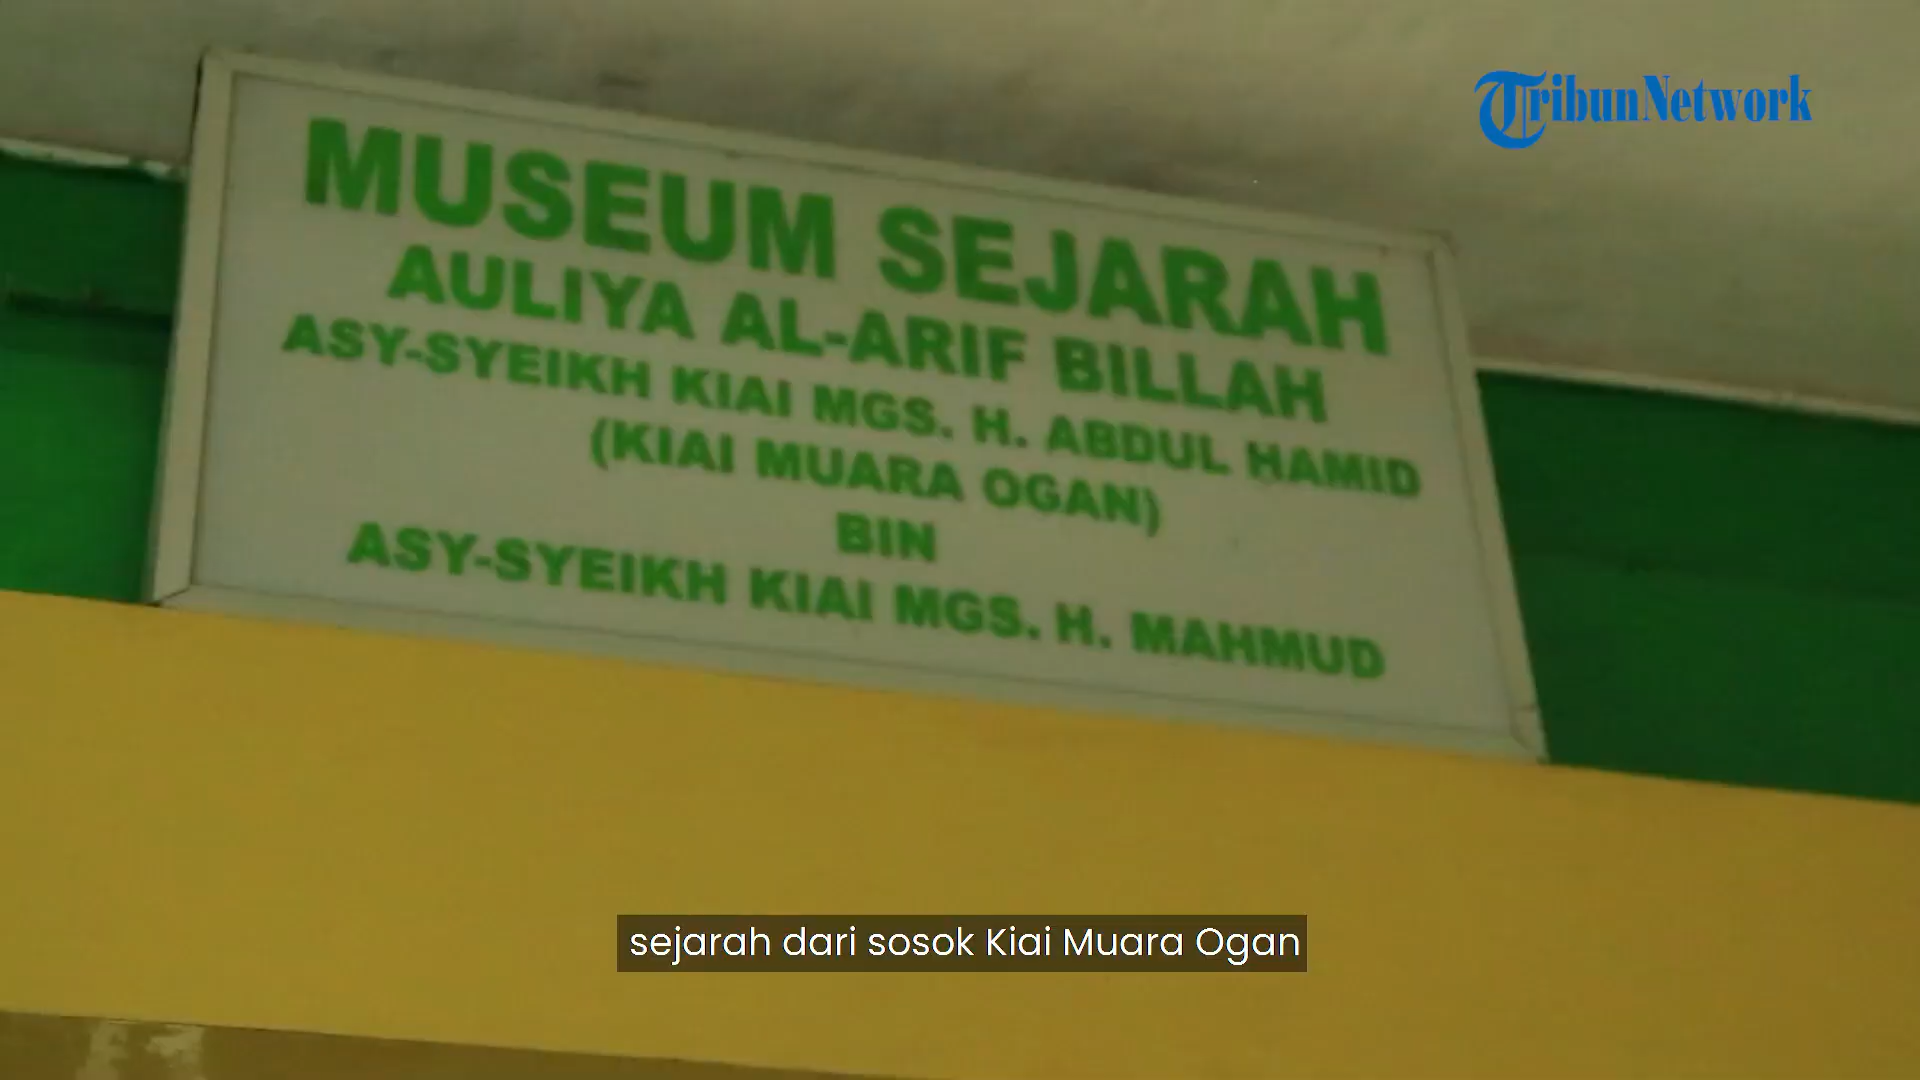 TribunNetwork
MUSEUM SEJARAH
AULIYA AL-ARIF BILLAH
ASY-SYEIKH KIAI MGS. H. ABDUL HAMID
(KIAI MUARA OGAN)
BIN
ASY-SYEIKH KIAI MGS. H. MAHMUD
sejarah dari sosok Kiai Muara Ogan